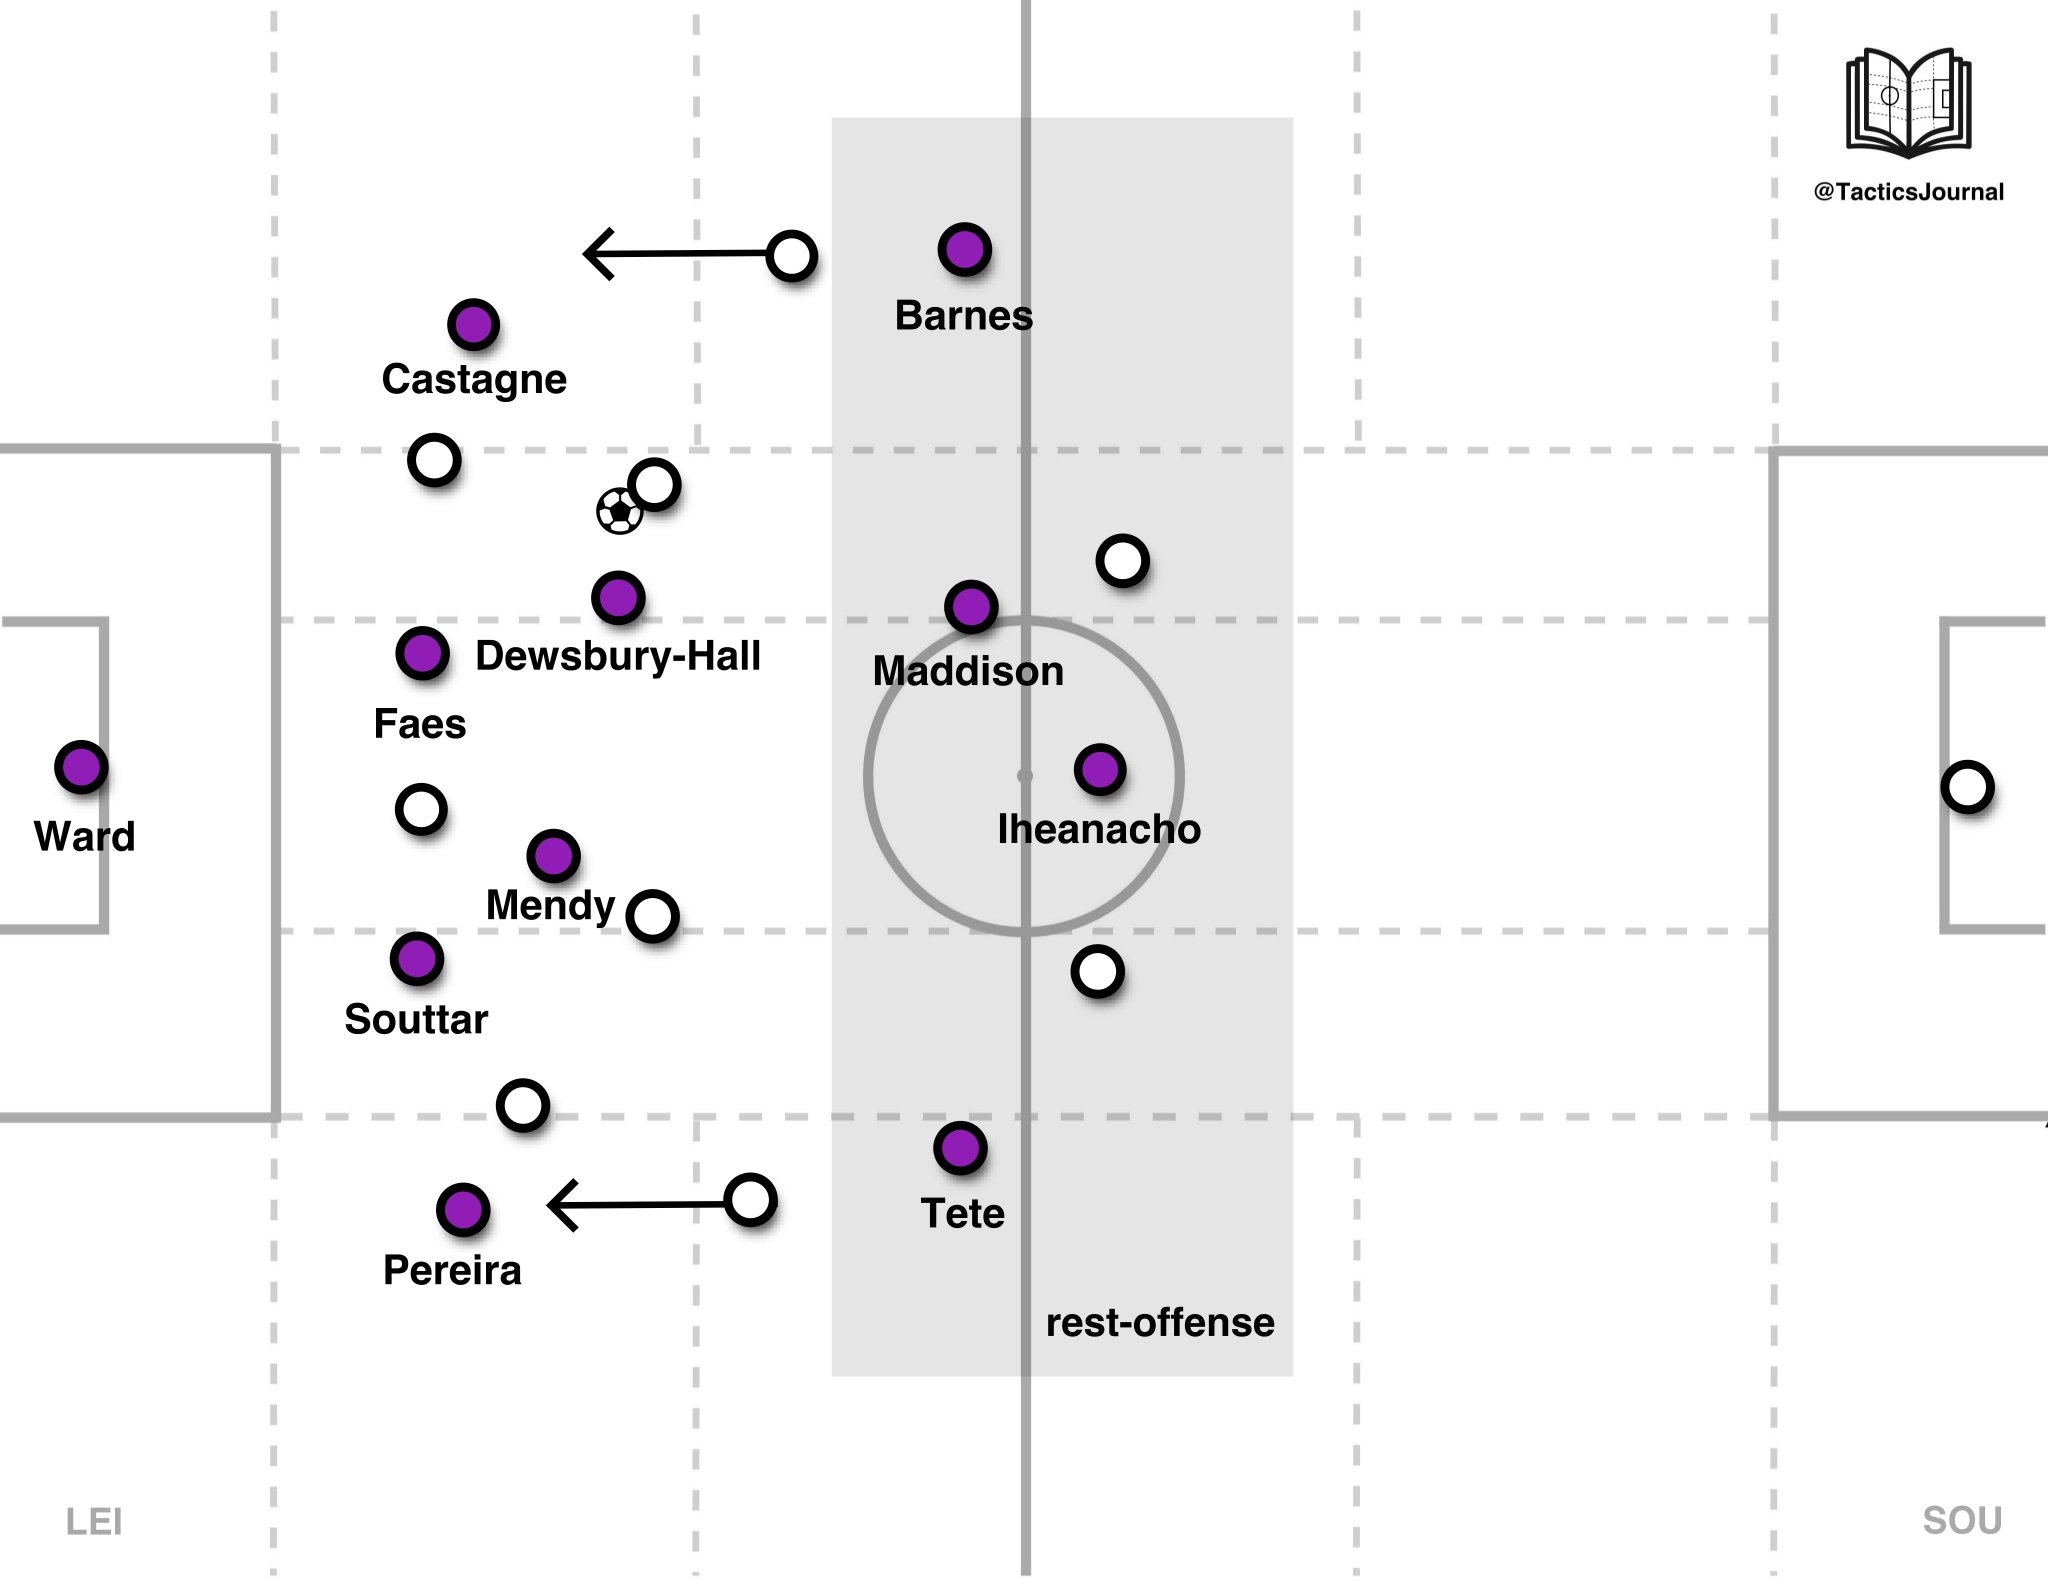 @TacticsJournal
Barnes
Castagne
Dewsbury-Hall
Maddison
Faes
Ward
Iheanacho
Mendy
Souttar
Tete
Pereira
rest-offense
LEI
SOU